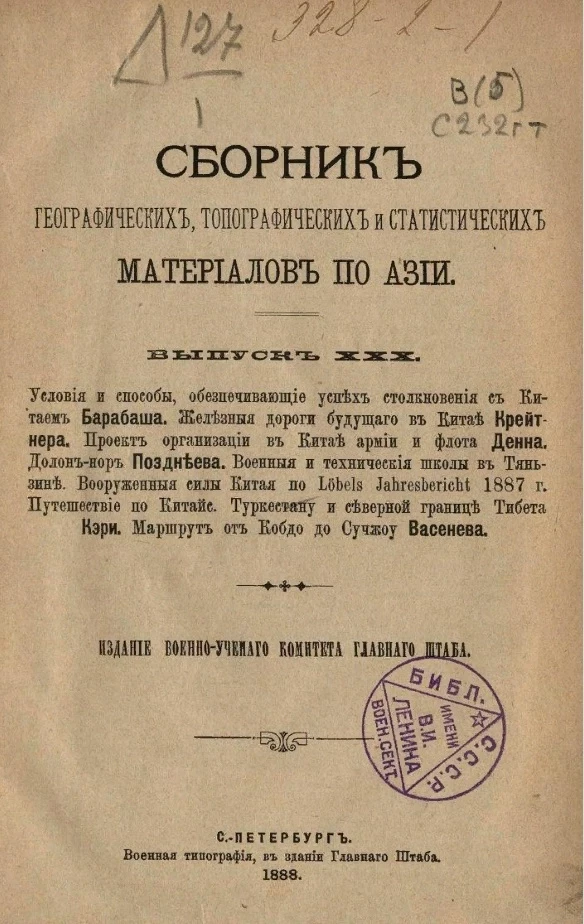 127
1
328-2-1
В(5)
С232гт
СБОРНИКЪ
ГЕОГРАФИЧЕСКИХЪ, ТОПОГРАФИЧЕСКИХЪ и СТАТИСТИЧЕСКИХЪ
МАТЕРІАЛОВЪ ПО АЗІИ.
ВЫПУСКЪ XXX.
Условія и способы, обезпечивающіе успѣхъ столкновенія съ Ки-
таемъ Барабаша. Желѣзныя дороги будущаго въ Китаѣ Крейт-
нера. Проектъ организаціи въ Китаѣ арміи и флота Денна.
Долонъ-норъ Позднѣева. Военныя и техническія школы въ Тянь-
зинѣ. Вооруженныя силы Китая по Löbels Jahresbericht 1887 г.
Путешествіе по Китайс. Туркестану и сѣверной границѣ Тибета
Кэри. Маршрутъ отъ Кобдо до Сучжоу Васенева.
ИЗДАНІЕ ВОЕННО-УЧЕНАГО КОМИТЕТА ГЛАВНАГО ШТАБА.
БИБЛ.
С.С.С.Р.
ИМЕНИ
В.И.
ЛЕНИНА
ВОЕН. СЕКТ.
С.-ПЕТЕРБУРГЪ.
Военная типографія, въ зданіи Главнаго Штаба.
1888.